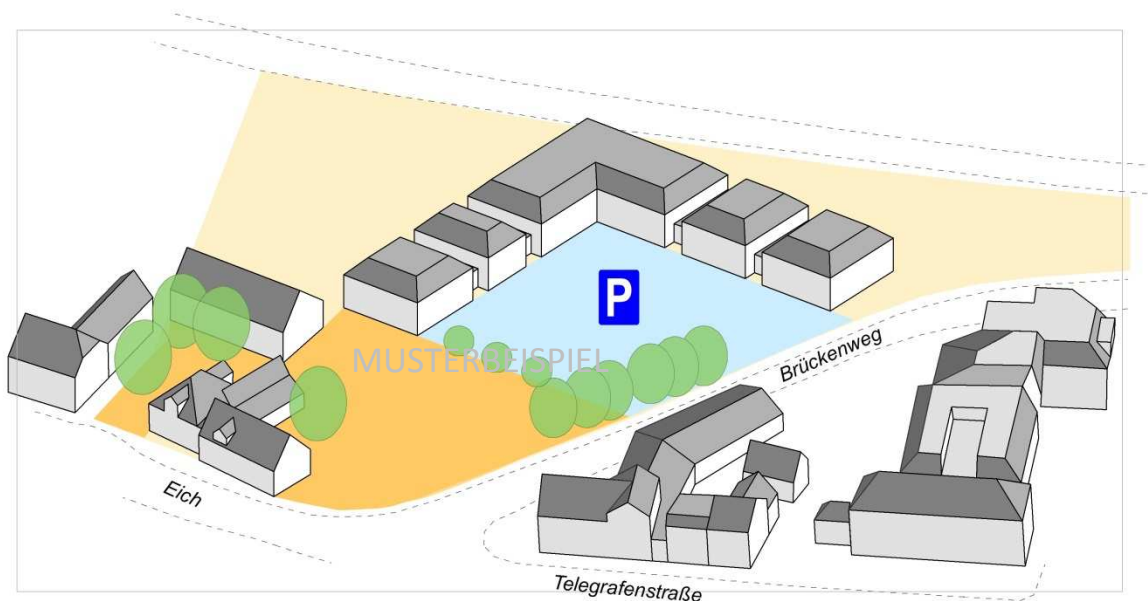 P
MUSTERBEISPIEL
Brückenweg
Eich
Telegrafenstraße